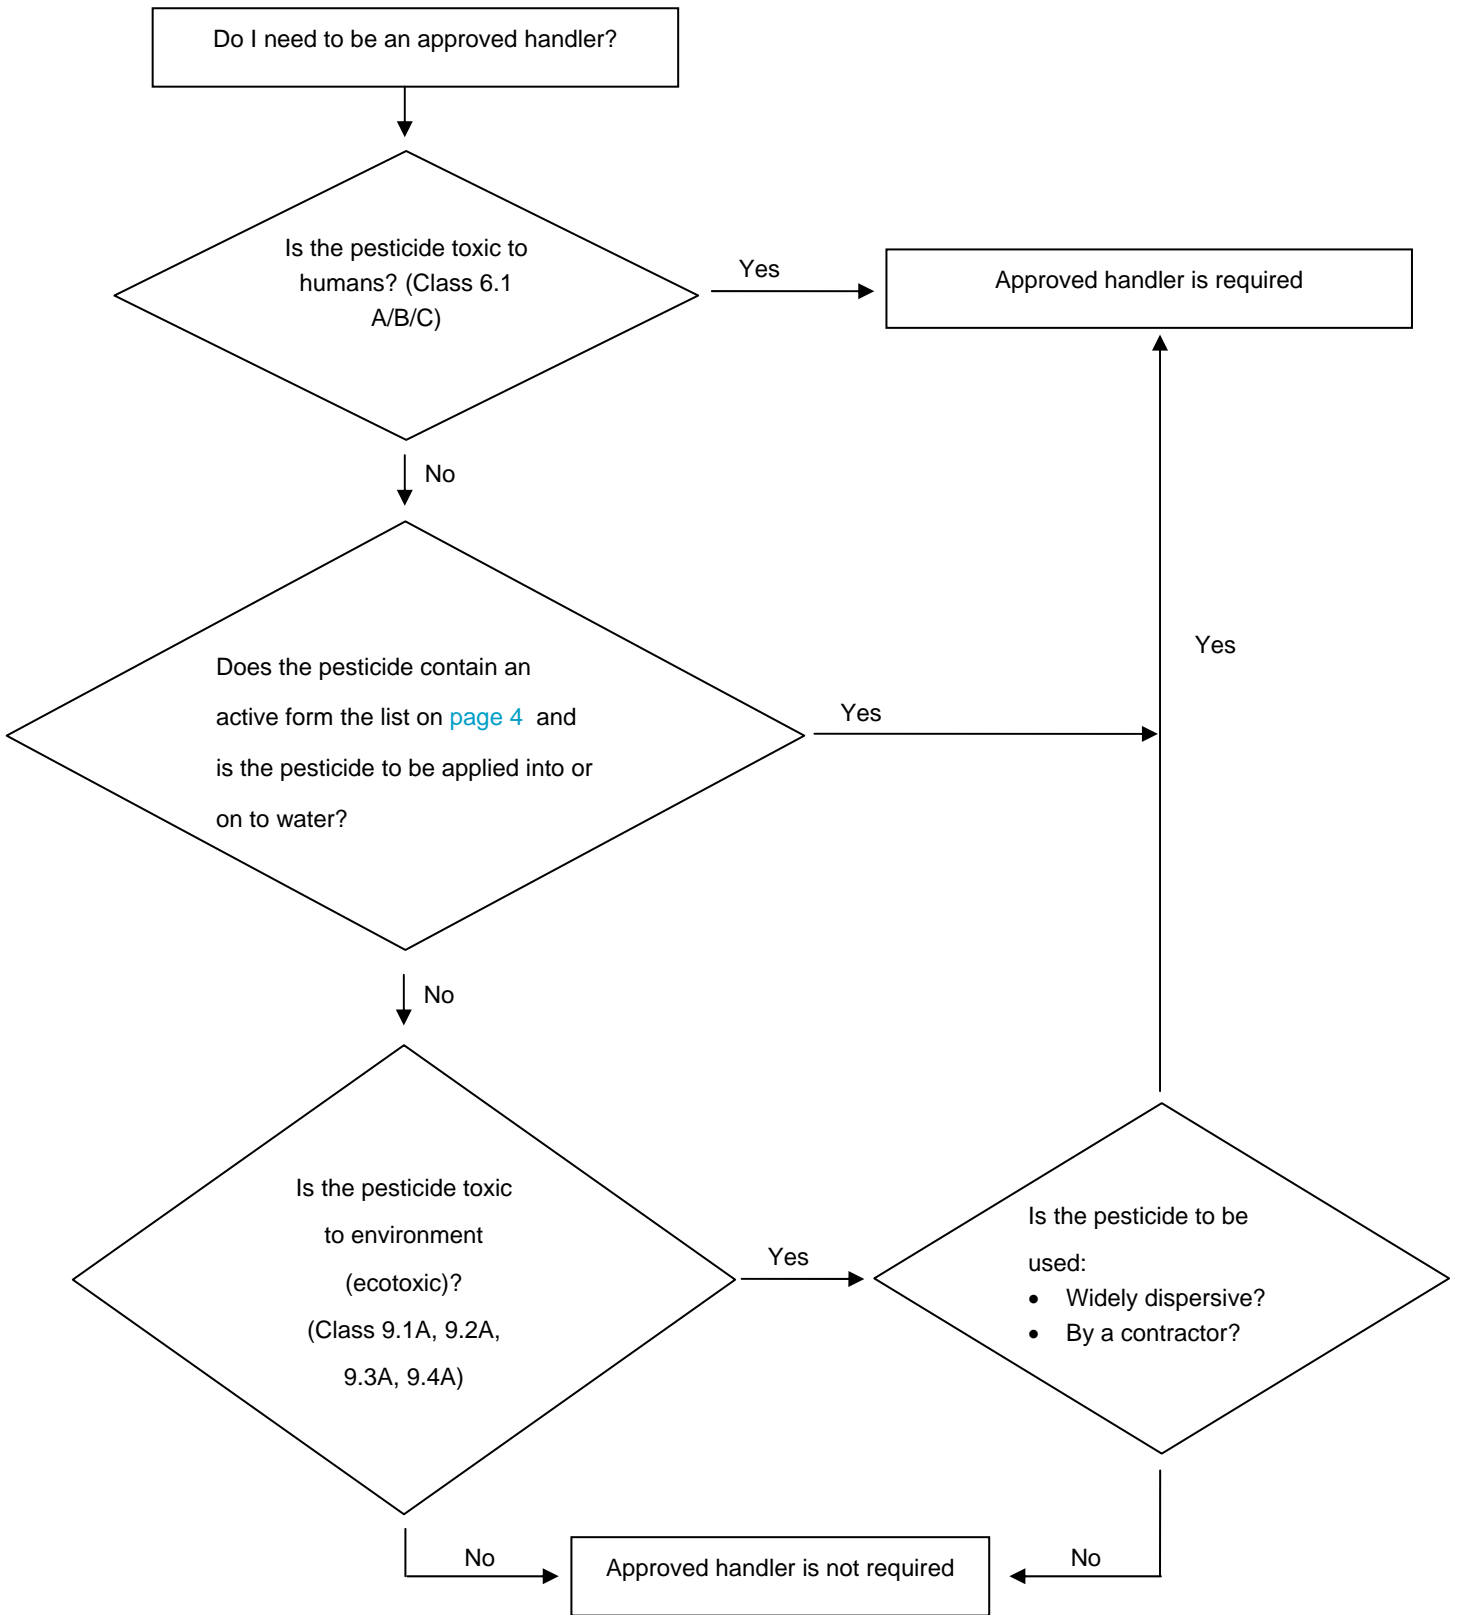 Do I need to be an approved handler?
Is the pesticide toxic to
humans? (Class 6.1
A/B/C)
Yes
Approved handler is required
No
Does the pesticide contain an
active form the list on page 4 and
is the pesticide to be applied into or
on to water?
Yes
Yes
No
Is the pesticide toxic
to environment
(ecotoxic)?
(Class 9.1A, 9.2A,
9.3A, 9.4A)
Yes
Is the pesticide to be
used:
• Widely dispersive?
• By a contractor?
No
Approved handler is not required
No